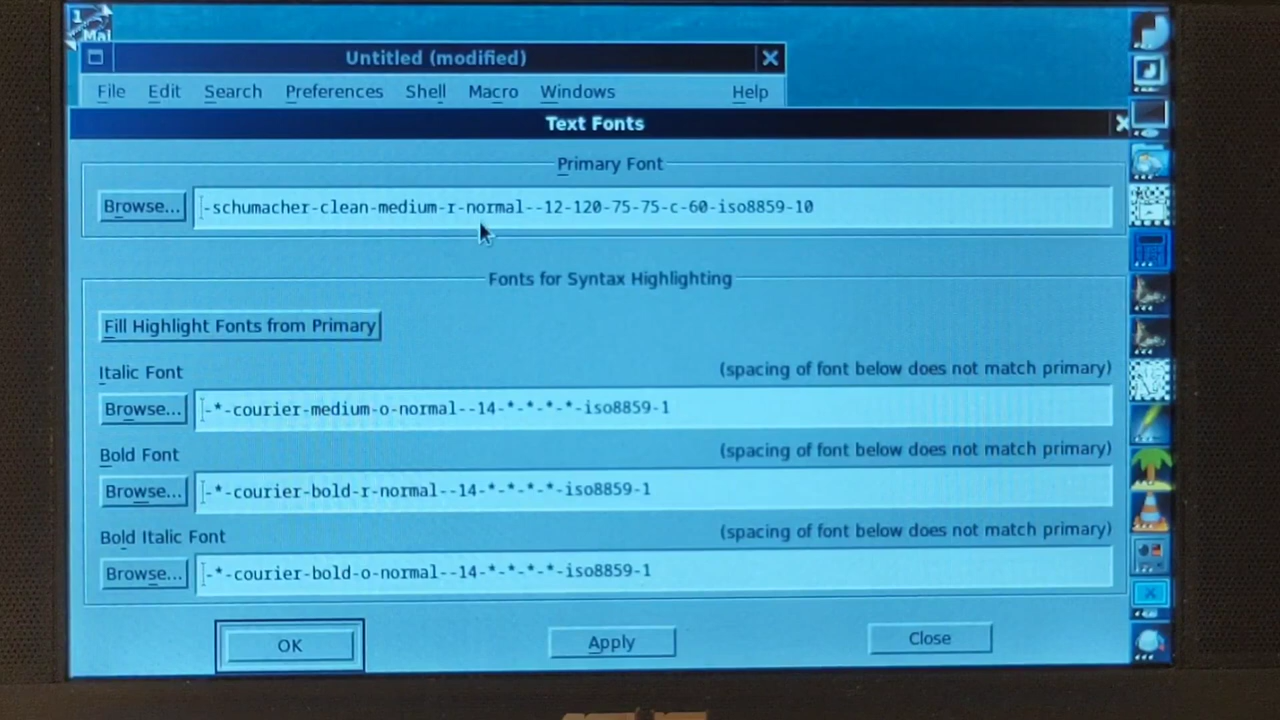 1
Mai
Untitled (modified)
File Edit Search Preferences Shell Macro Windows Help
Text Fonts
Primary Font
Browse... -schumacher-clean-medium-r-normal--12-120-75-75-c-60-iso8859-10
Fonts for Syntax Highlighting
Fill Highlight Fonts from Primary
Italic Font (spacing of font below does not match primary)
Browse... -*-courier-medium-o-normal--14-*-*-*-*-iso8859-1
Bold Font (spacing of font below does not match primary)
Browse... -*-courier-bold-r-normal--14-*-*-*-*-iso8859-1
Bold Italic Font (spacing of font below does not match primary)
Browse... -*-courier-bold-o-normal--14-*-*-*-*-iso8859-1
OK Apply Close